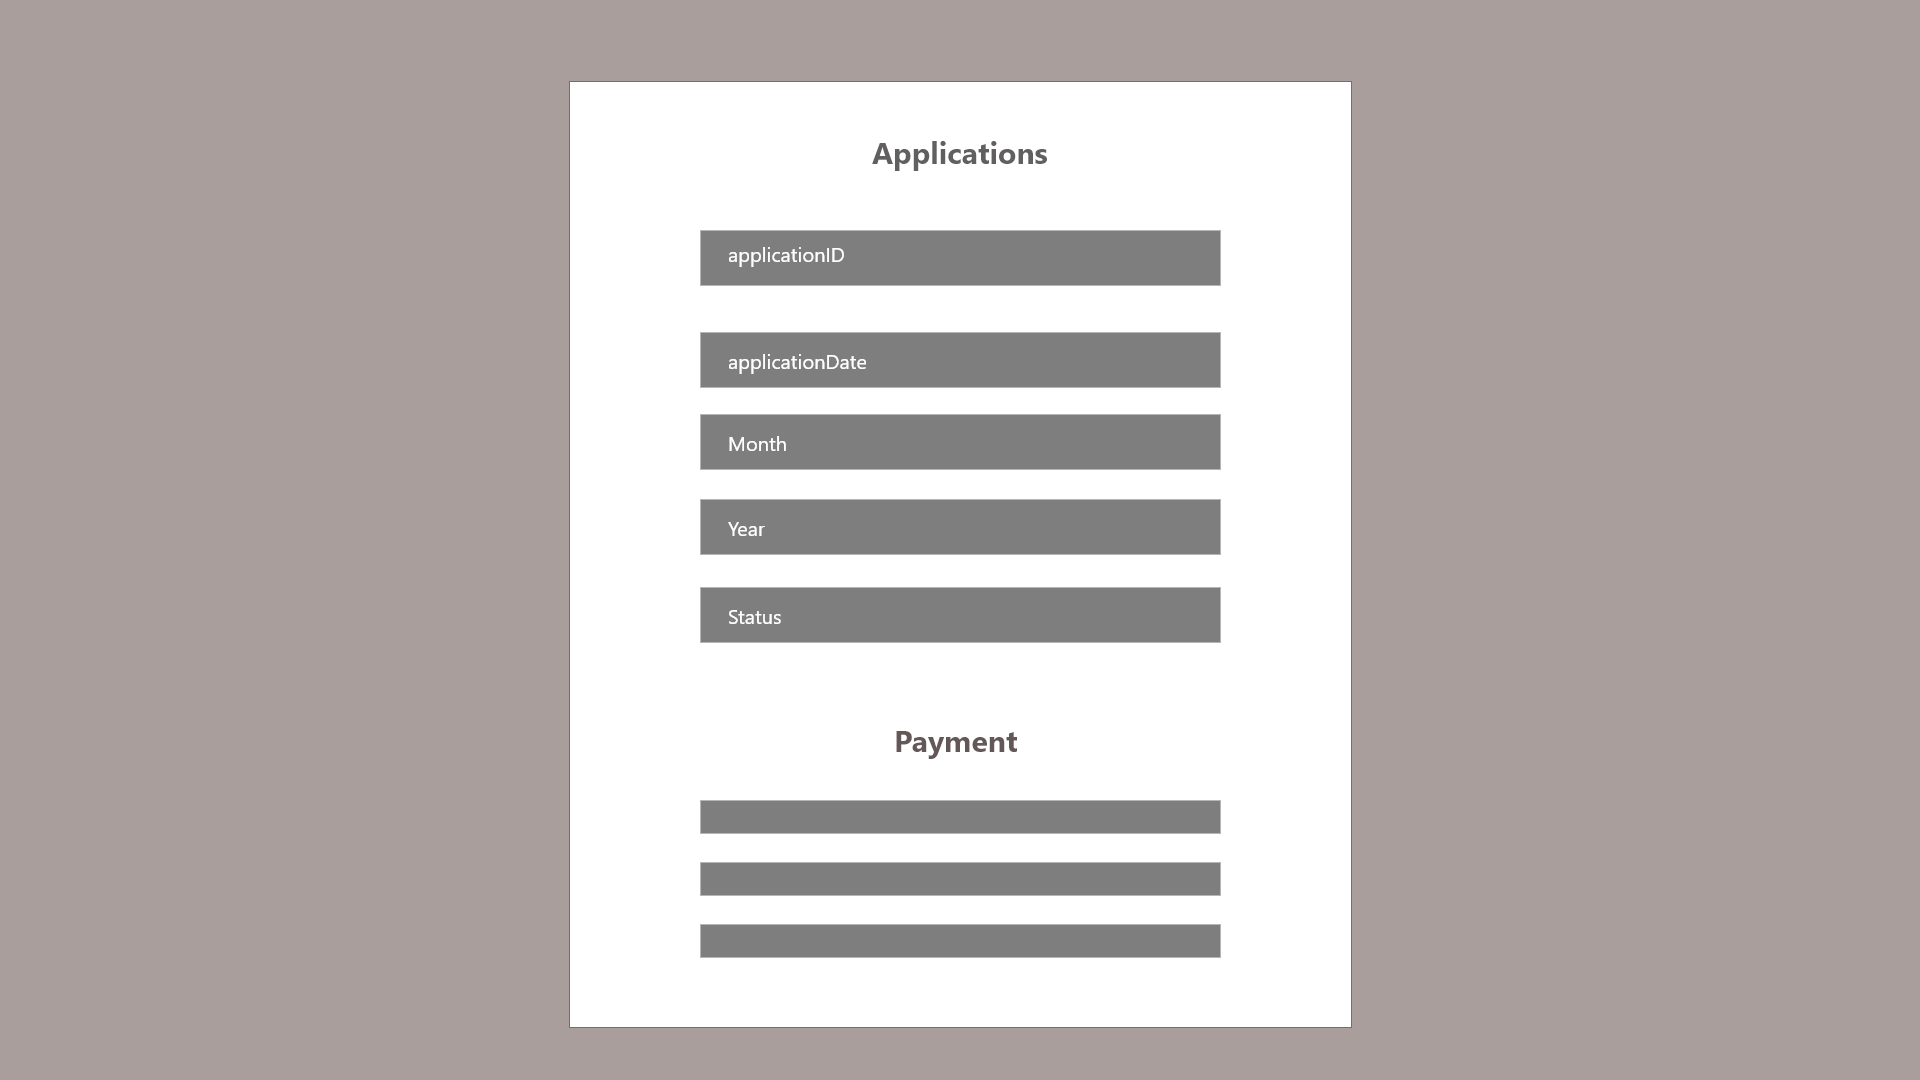 Applications
applicationID
applicationDate
Month
Year
Status
Payment